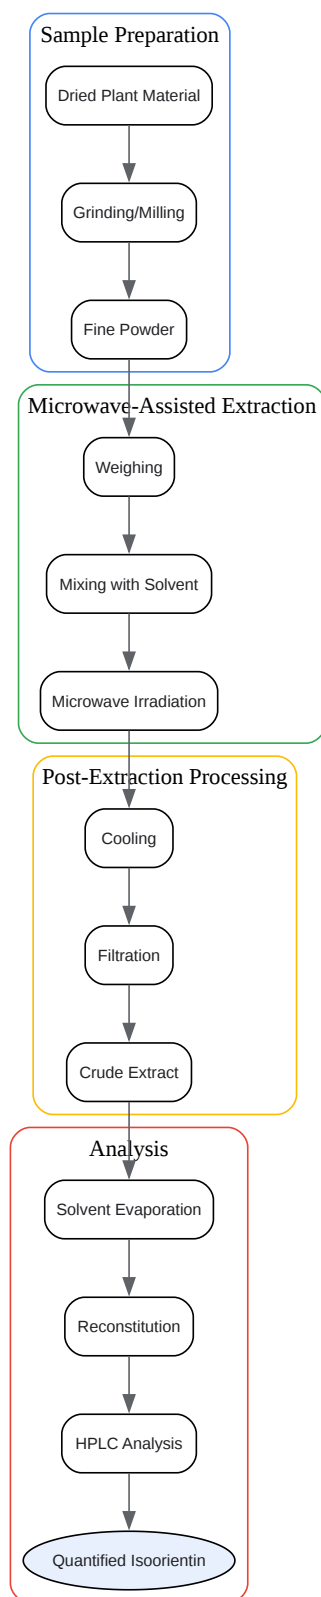 Sample Preparation
Dried Plant Material
Grinding/Milling
Fine Powder
Microwave-Assisted Extraction
Weighing
Mixing with Solvent
Microwave Irradiation
Post-Extraction Processing
Cooling
Filtration
Crude Extract
Analysis
Solvent Evaporation
Reconstitution
HPLC Analysis
Quantified Isoorientin